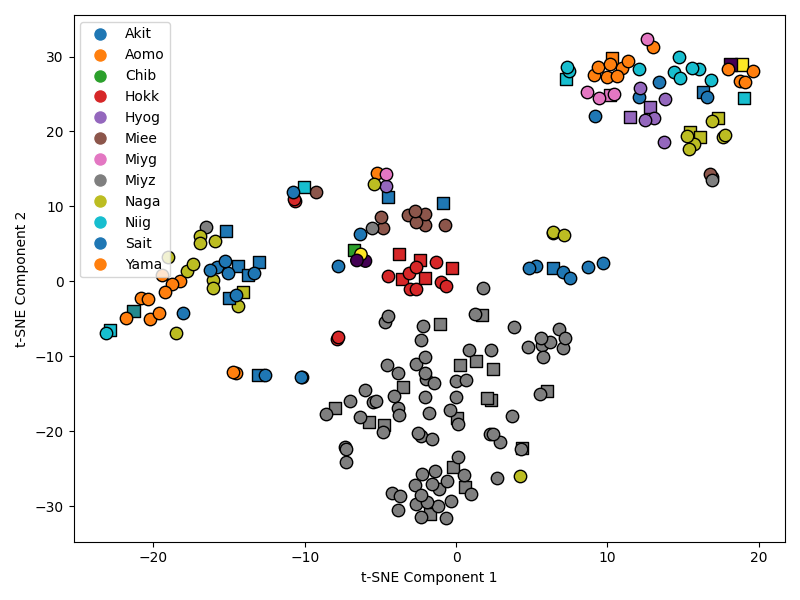 Akit
Aomo
Chib
Hokk
Hyog
Miee
Miyg
Miyz
Naga
Niig
Sait
Yama
30
20
10
0
−10
−20
−30
t-SNE Component 2
−20
−10
0
10
20
t-SNE Component 1